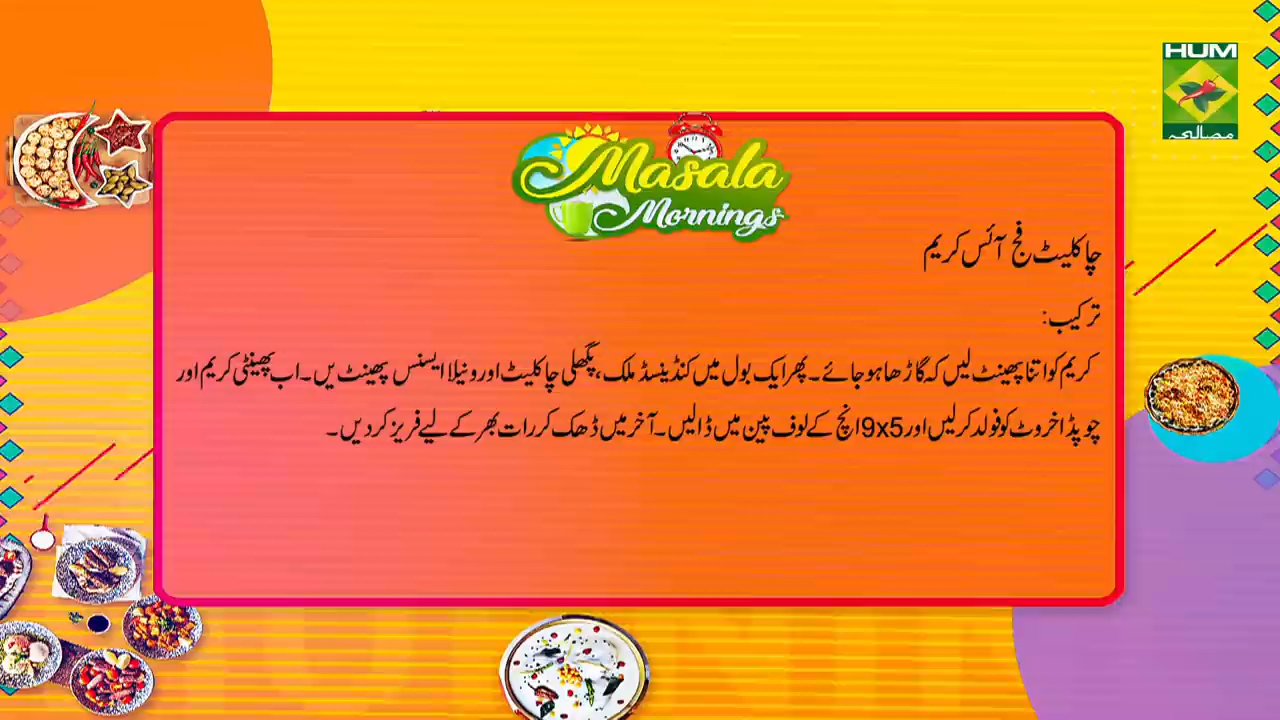 HUM
مصالحہ
Masala
Mornings
چاکلیٹ فج آئس کریم
ترکیب:
کریم کو اتنا پھینٹ لیں کہ گاڑھا ہو جائے۔ پھر ایک بول میں کنڈینسڈ ملک، پگھلی چاکلیٹ اور ونیلا ایسنس پھینٹ یں۔ اب پھینٹی کریم اور
چوپڈ اخروٹ کو فولڈ کر لیں اور 9x5 انچ کے لوف پین میں ڈالیں۔ آخر میں ڈھک کر رات بھر کے لیے فریز کر دیں۔